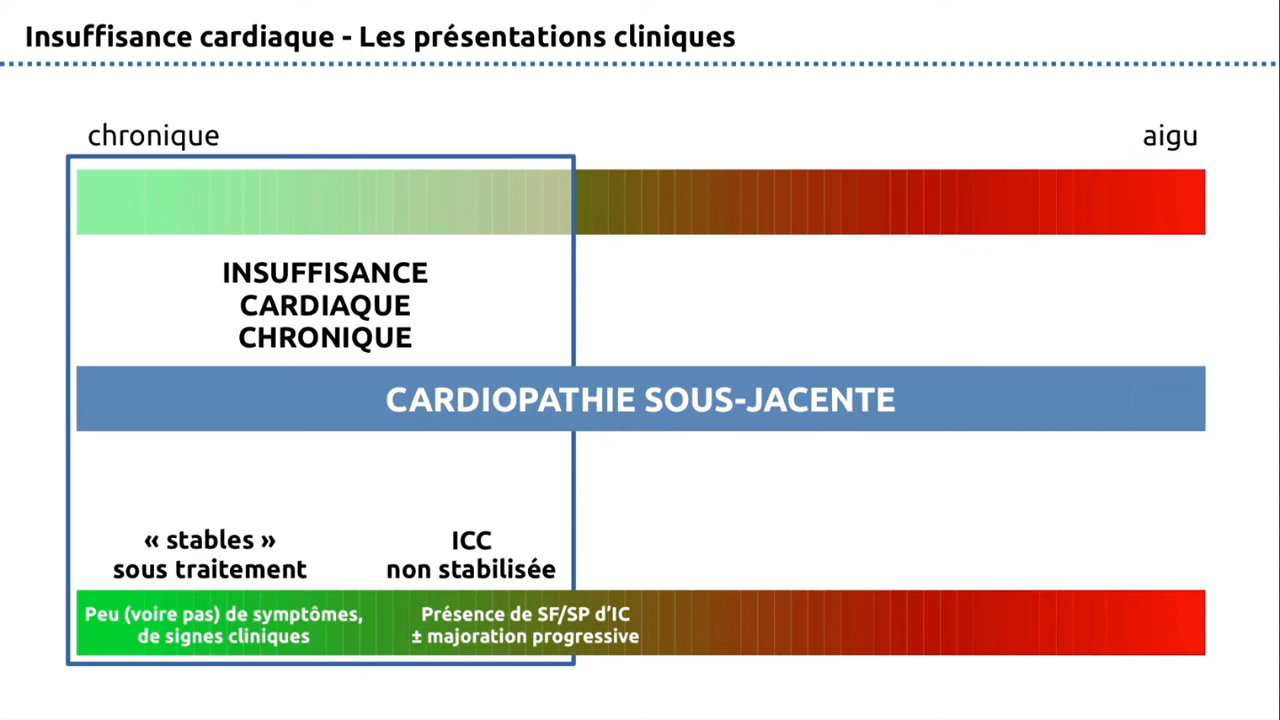 Insuffisance cardiaque - Les présentations cliniques
chronique
aigu
INSUFFISANCE
CARDIAQUE
CHRONIQUE
CARDIOPATHIE SOUS-JACENTE
« stables »
sous traitement
ICC
non stabilisée
Peu (voire pas) de symptômes,
de signes cliniques
Présence de SF/SP d’IC
± majoration progressive